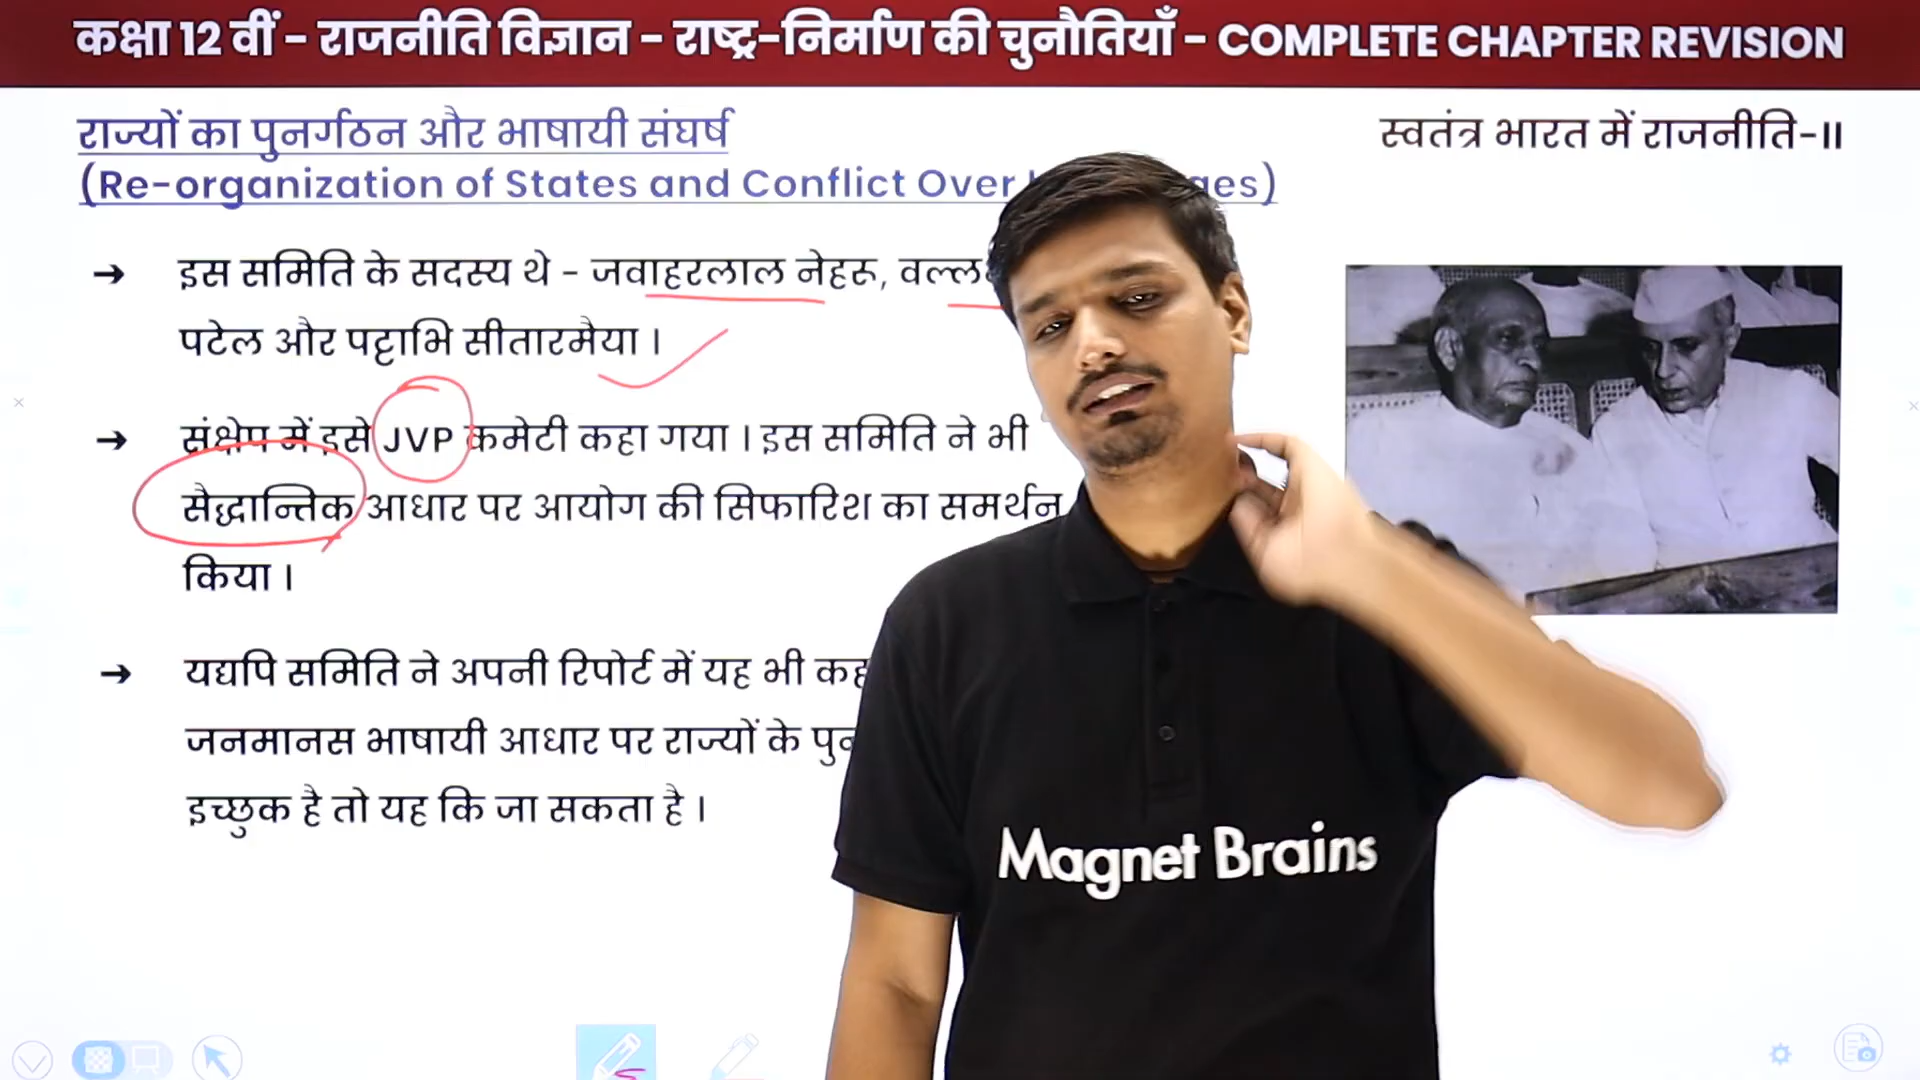 कक्षा 12 वीं - राजनीति विज्ञान - राष्ट्र-निर्माण की चुनौतियाँ - COMPLETE CHAPTER REVISION
राज्यों का पुनर्गठन और भाषायी संघर्ष
स्वतंत्र भारत में राजनीति-II
(Re-organization of States and Conflict Over
→ इस समिति के सदस्य थे - जवाहरलाल नेहरू,
पटेल और पट्टाभि सीतारमैया ।
→ संक्षेप में इसे JVP कमेटी कहा गया । इस समिति ने भी
सैद्धान्तिक आधार पर आयोग की सिफारिश का समर्थन
किया ।
→ यद्यपि समिति ने अपनी रिपोर्ट में यह भी
जनमानस भाषायी आधार पर राज्यों के
इच्छुक है तो यह कि जा सकता है ।
Magnet Brains